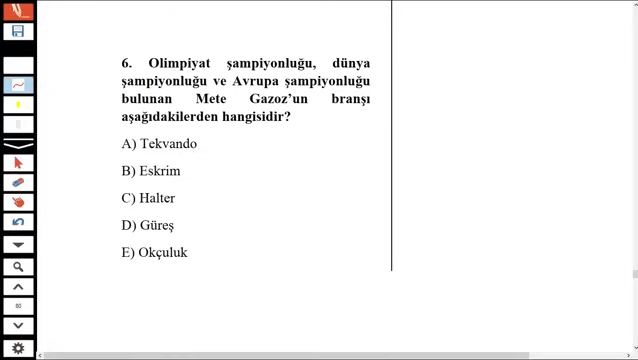 6. Olimpiyat şampiyonluğu, dünya
şampiyonluğu ve Avrupa şampiyonluğu
bulunan Mete Gazoz’un branşı
aşağıdakilerden hangisidir?
A) Tekvando
B) Eskrim
C) Halter
D) Güreş
E) Okçuluk